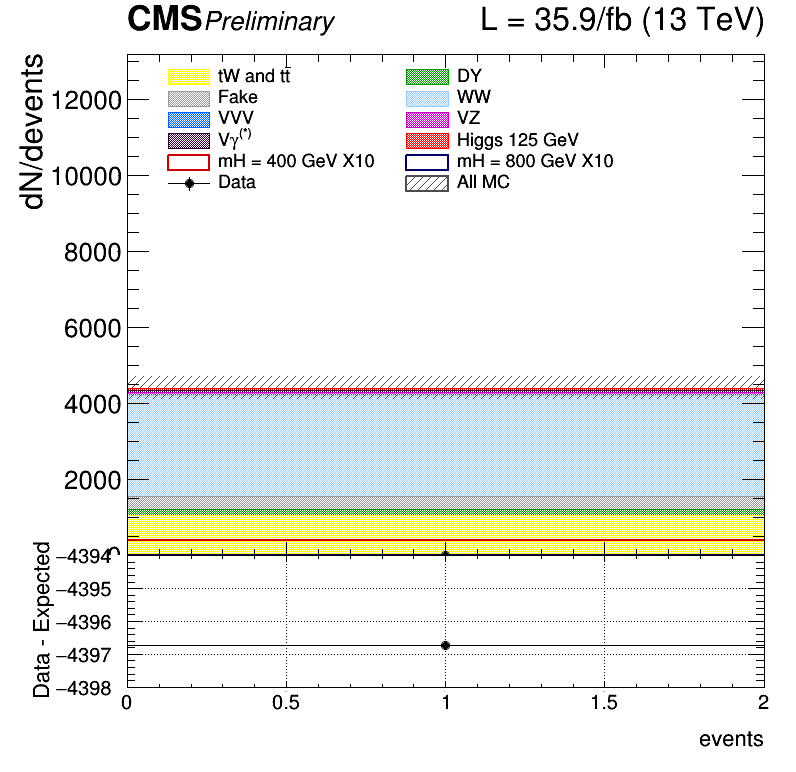 CMS Preliminary L = 35.9/fb (13 TeV)
dN/devents
12000
10000
8000
6000
4000
2000
0
tW and tt̄
DY
Fake
WW
VVV
VZ
Vγ(*)
Higgs 125 GeV
mH = 400 GeV X10
mH = 800 GeV X10
Data
All MC
Data - Expected
−4394
−4395
−4396
−4397
−4398
0 0.5 1 1.5 2
events